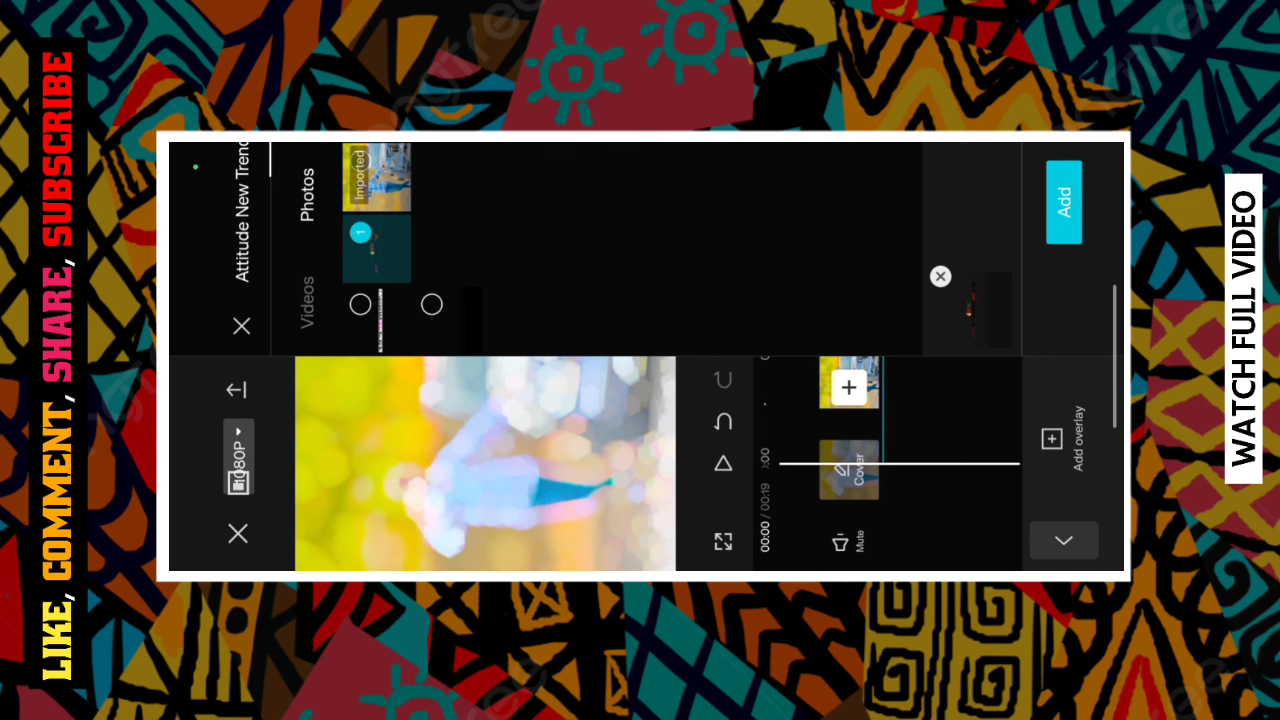 LIKE, COMMENT, SHARE, SUBSCRIBE
Attitude New Trend
Videos Photos
Imported
1
Add
1080P
00:00 / 00:19
Mute
Cover
Add overlay
WATCH FULL VIDEO